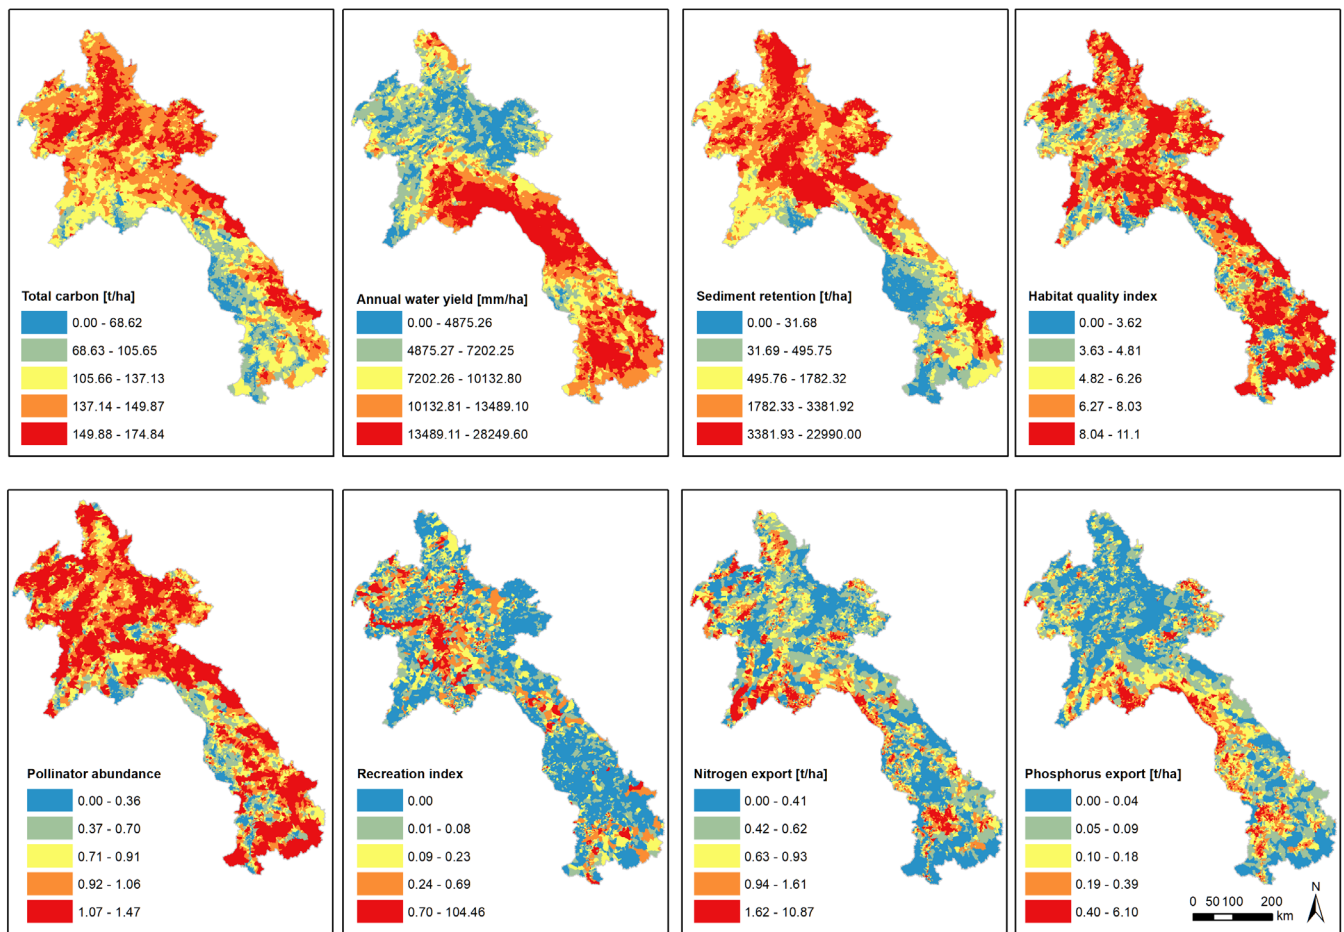 Total carbon [t/ha]
0.00 - 68.62
68.63 - 105.65
105.66 - 137.13
137.14 - 149.87
149.88 - 174.84
Annual water yield [mm/ha]
0.00 - 4875.26
4875.27 - 7202.25
7202.26 - 10132.80
10132.81 - 13489.10
13489.11 - 28249.60
Sediment retention [t/ha]
0.00 - 31.68
31.69 - 495.75
495.76 - 1782.32
1782.33 - 3381.92
3381.93 - 22990.00
Habitat quality index
0.00 - 3.62
3.63 - 4.81
4.82 - 6.26
6.27 - 8.03
8.04 - 11.1
Pollinator abundance
0.00 - 0.36
0.37 - 0.70
0.71 - 0.91
0.92 - 1.06
1.07 - 1.47
Recreation index
0.00
0.01 - 0.08
0.09 - 0.23
0.24 - 0.69
0.70 - 104.46
Nitrogen export [t/ha]
0.00 - 0.41
0.42 - 0.62
0.63 - 0.93
0.94 - 1.61
1.62 - 10.87
Phosphorus export [t/ha]
0.00 - 0.04
0.05 - 0.09
0.10 - 0.18
0.19 - 0.39
0.40 - 6.10
0 50 100 200
km
N